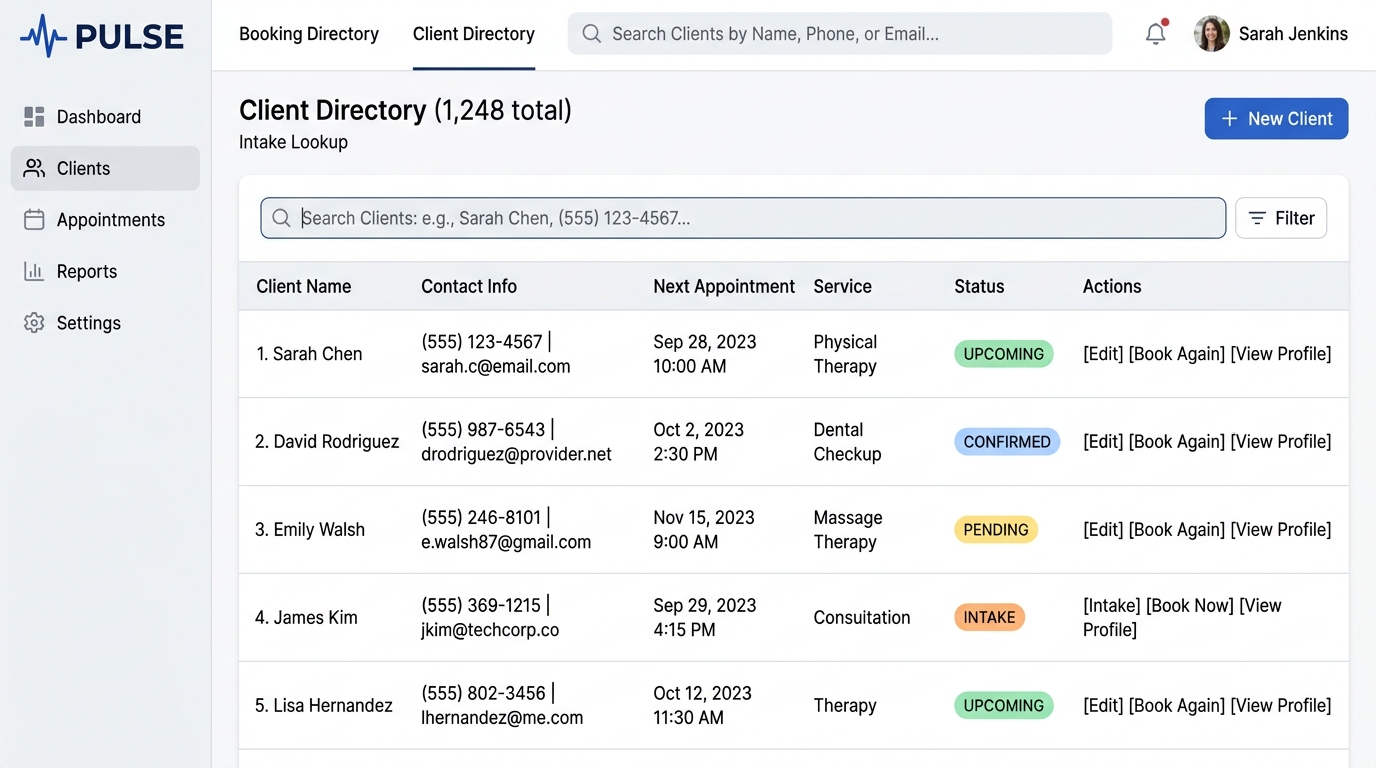 PULSE
Booking Directory
Client Directory
Search Clients by Name, Phone, or Email...
Sarah Jenkins
Dashboard
Clients
Appointments
Reports
Settings
Client Directory (1,248 total)
Intake Lookup
+ New Client
Search Clients: e.g., Sarah Chen, (555) 123-4567...
Filter
Client Name Contact Info Next Appointment Service Status Actions
1. Sarah Chen
(555) 123-4567 |
sarah.c@email.com
Sep 28, 2023
10:00 AM
Physical
Therapy
UPCOMING
[Edit] [Book Again] [View Profile]
2. David Rodriguez
(555) 987-6543 |
drodriguez@provider.net
Oct 2, 2023
2:30 PM
Dental
Checkup
CONFIRMED
[Edit] [Book Again] [View Profile]
3. Emily Walsh
(555) 246-8101 |
e.walsh87@gmail.com
Nov 15, 2023
9:00 AM
Massage
Therapy
PENDING
[Edit] [Book Again] [View Profile]
4. James Kim
(555) 369-1215 |
jkim@techcorp.co
Sep 29, 2023
4:15 PM
Consuitation
INTAKE
[Intake] [Book Now] [View
Profile]
5. Lisa Hernandez
(555) 802-3456 |
lhernandez@me.com
Oct 12, 2023
11:30 AM
Therapy
UPCOMING
[Edit] [Book Again] [View Profile]